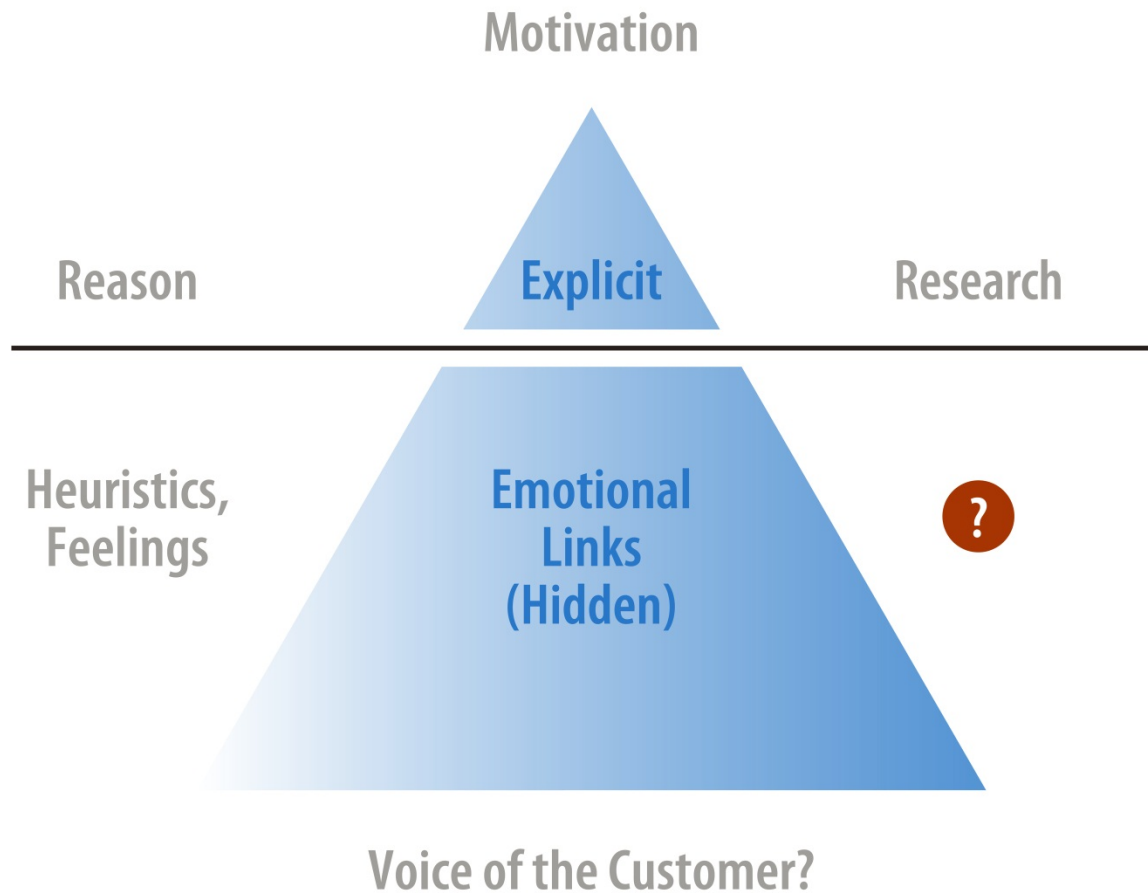 Motivation
Reason
Explicit
Research
Heuristics,
Feelings
Emotional
Links
(Hidden)
?
Voice of the Customer?